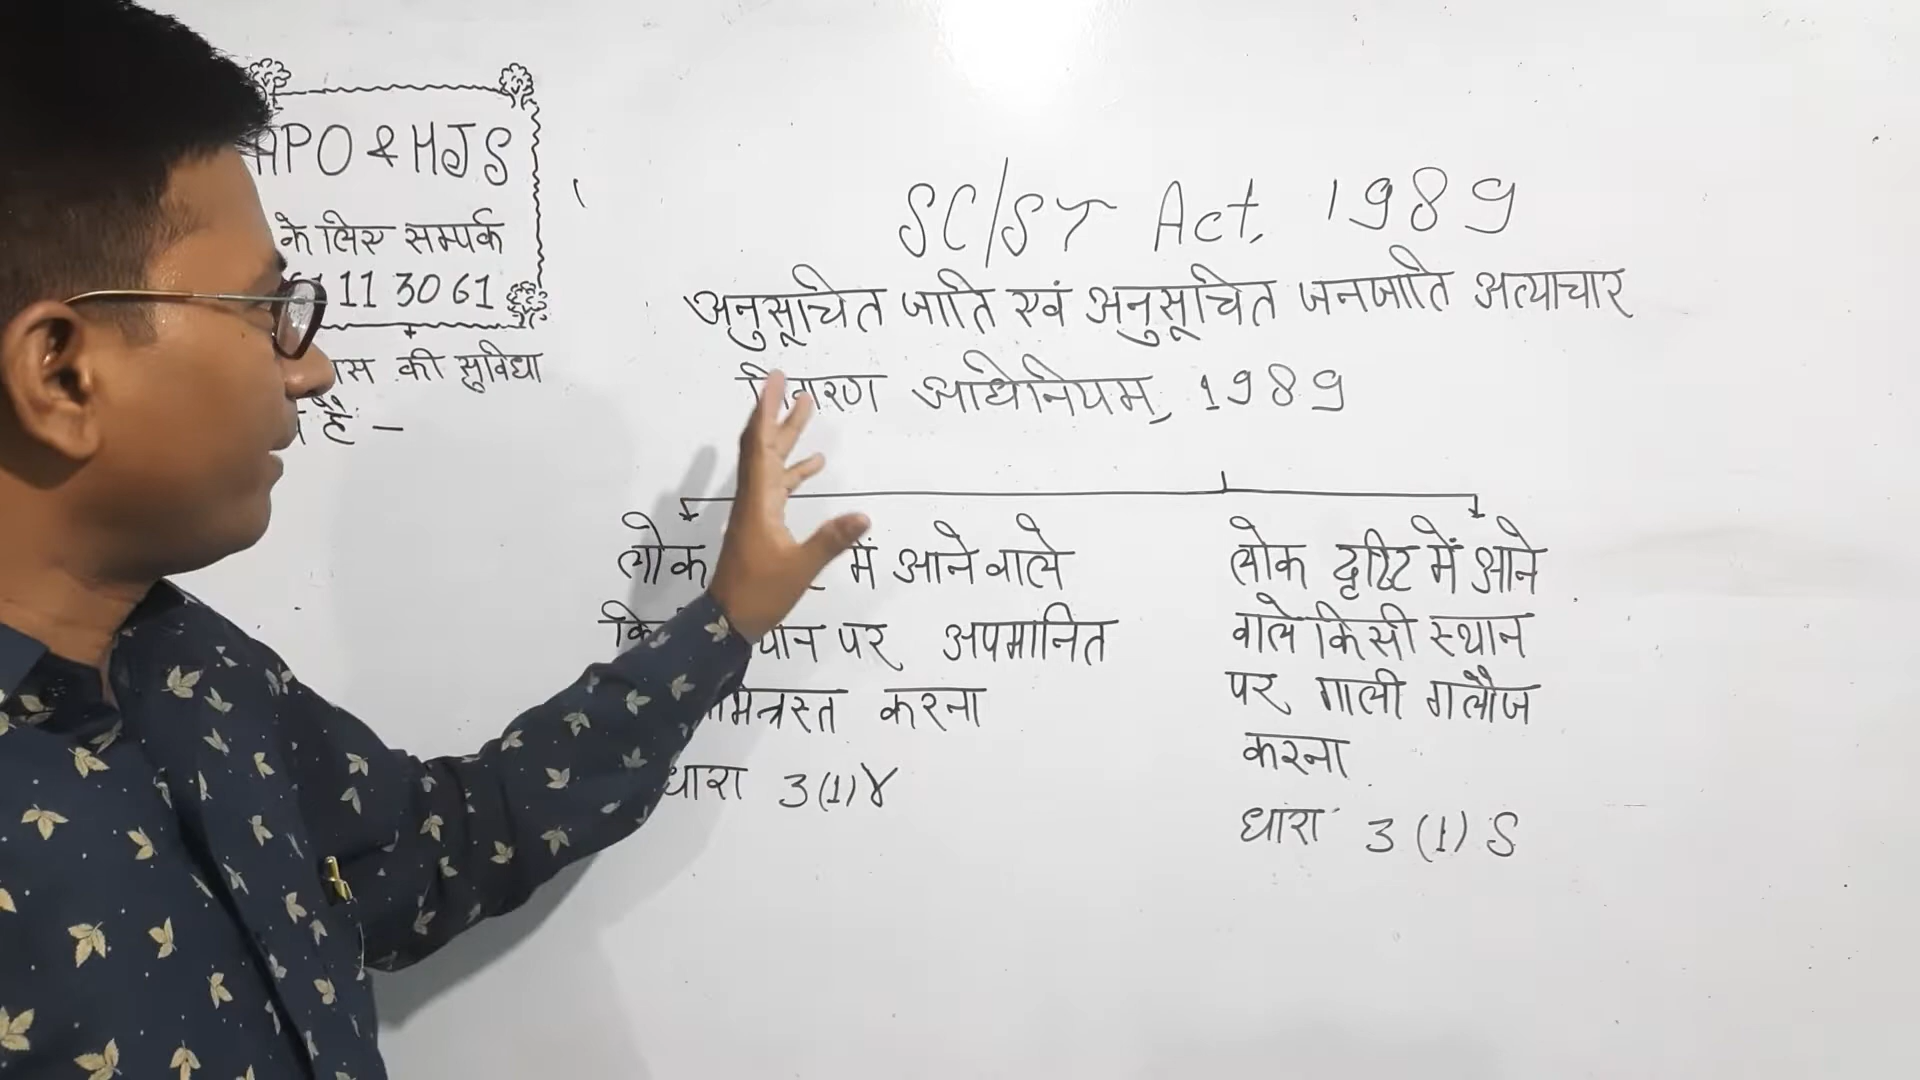 APO & HJS
के लिए सम्पर्क
11 30 61
की सुविधा
है -
SC/ST Act, 1989
अनुसूचित जाति एवं अनुसूचित जनजाति अत्याचार
अधिनियम, 1989
लोक में आने वाले
पर अपमानित
करना
धारा 3(1)r
लोक दृष्टि में आने
वाले किसी स्थान
पर गाली गलौज
करना
धारा 3(1)S